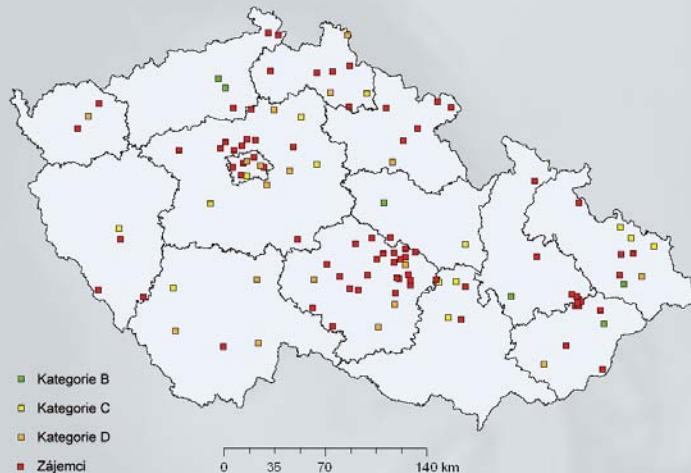 Kategorie B
Kategorie C
Kategorie D
Zájemci
0 35 70 140 km